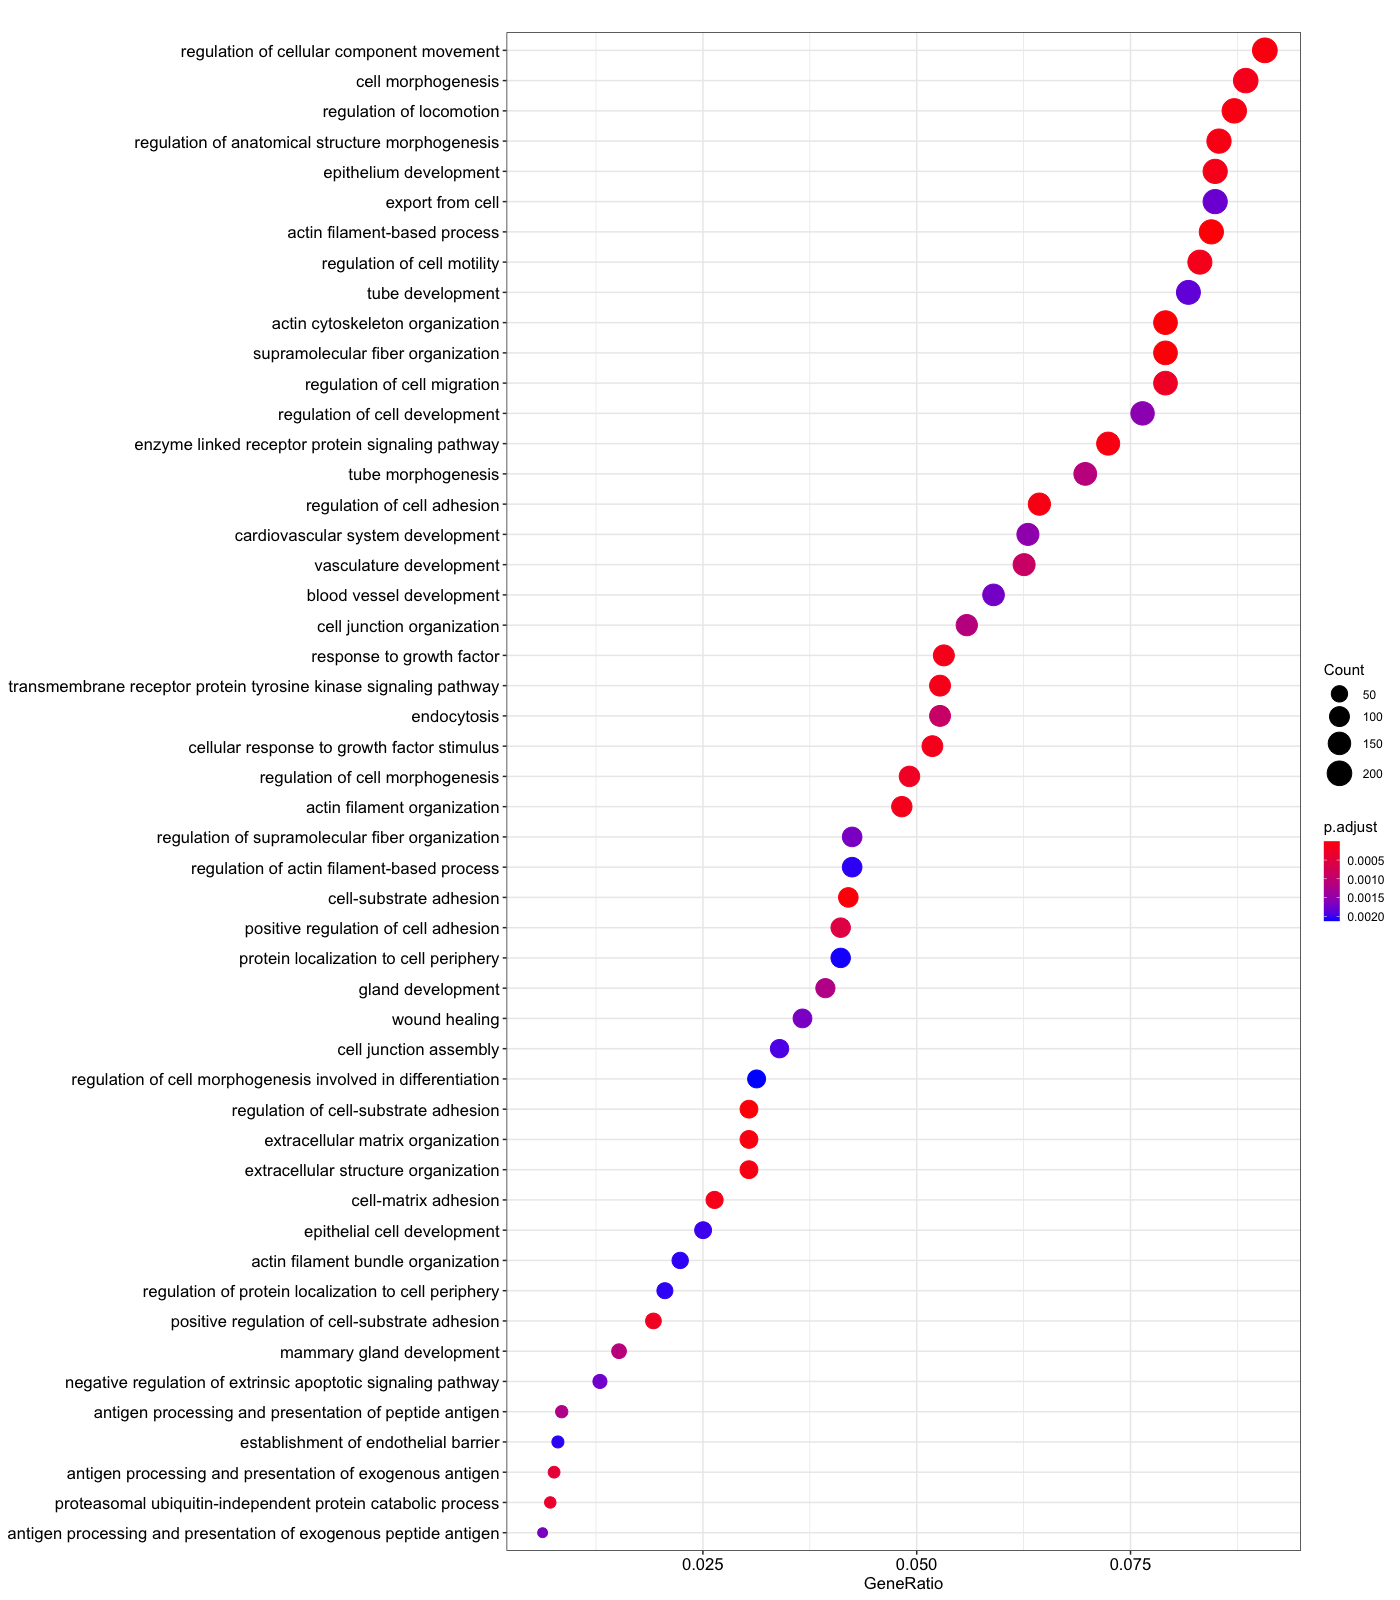 regulation of cellular component movement
cell morphogenesis
regulation of locomotion
regulation of anatomical structure morphogenesis
epithelium development
export from cell
actin filament-based process
regulation of cell motility
tube development
actin cytoskeleton organization
supramolecular fiber organization
regulation of cell migration
regulation of cell development
enzyme linked receptor protein signaling pathway
tube morphogenesis
regulation of cell adhesion
cardiovascular system development
vasculature development
blood vessel development
cell junction organization
response to growth factor
transmembrane receptor protein tyrosine kinase signaling pathway
endocytosis
cellular response to growth factor stimulus
regulation of cell morphogenesis
actin filament organization
regulation of supramolecular fiber organization
regulation of actin filament-based process
cell-substrate adhesion
positive regulation of cell adhesion
protein localization to cell periphery
gland development
wound healing
cell junction assembly
regulation of cell morphogenesis involved in differentiation
regulation of cell-substrate adhesion
extracellular matrix organization
extracellular structure organization
cell-matrix adhesion
epithelial cell development
actin filament bundle organization
regulation of protein localization to cell periphery
positive regulation of cell-substrate adhesion
mammary gland development
negative regulation of extrinsic apoptotic signaling pathway
antigen processing and presentation of peptide antigen
establishment of endothelial barrier
antigen processing and presentation of exogenous antigen
proteasomal ubiquitin-independent protein catabolic process
antigen processing and presentation of exogenous peptide antigen
0.025 0.050 0.075
GeneRatio
Count
50
100
150
200
p.adjust
0.0005
0.0010
0.0015
0.0020